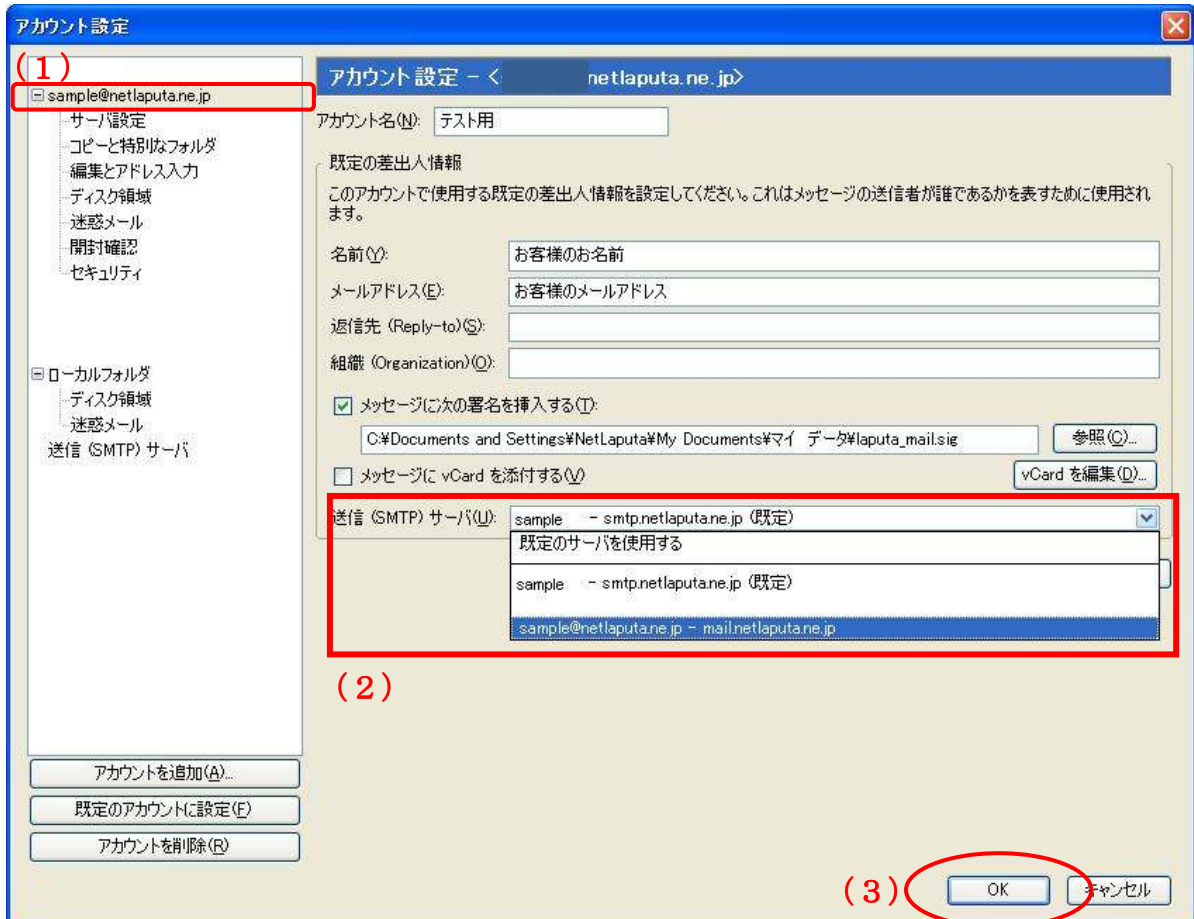 アカウント設定
（１）
sample@netlaputa.ne.jp
サーバ設定
コピーと特別なフォルダ
編集とアドレス入力
ディスク領域
迷惑メール
開封確認
セキュリティ
ローカルフォルダ
ディスク領域
迷惑メール
送信 (SMTP) サーバ
アカウントを追加(A)...
既定のアカウントに設定(F)
アカウントを削除(R)
アカウント設定 - < netlaputa.ne.jp>
アカウント名(N): テスト用
既定の差出人情報
このアカウントで使用する既定の差出人情報を設定してください。これはメッセージの送信者が誰であるかを表すために使用され
ます。
名前(Y): お客様のお名前
メールアドレス(E): お客様のメールアドレス
返信先 (Reply-to)(S):
組織 (Organization)(O):
メッセージに次の署名を挿入する(T):
C:¥Documents and Settings¥NetLaputa¥My Documents¥マイ データ¥laputa_mail.sig 参照(C)...
メッセージに vCard を添付する(V) vCard を編集(D)...
送信 (SMTP) サーバ(U): sample - smtp.netlaputa.ne.jp (既定)
既定のサーバを使用する
sample - smtp.netlaputa.ne.jp (既定)
sample@netlaputa.ne.jp - mail.netlaputa.ne.jp
（２）
（３） OK キャンセル